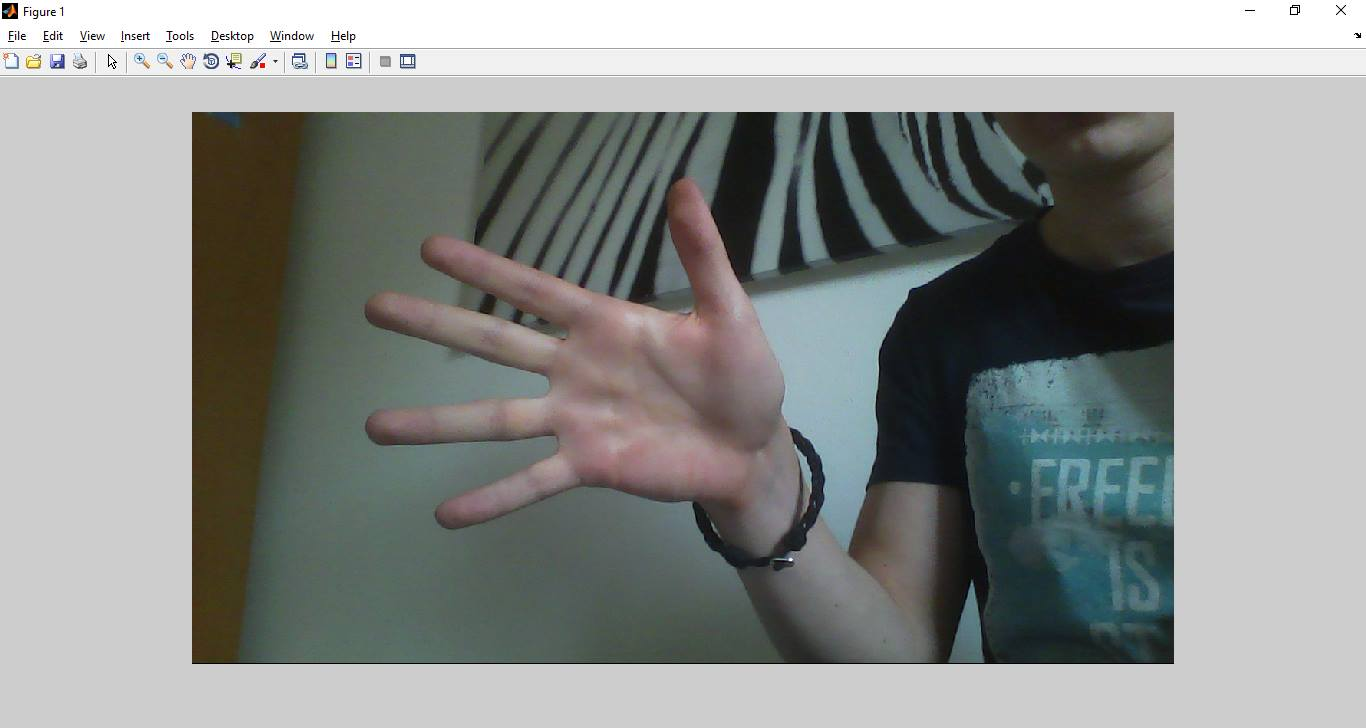 Figure 1
File Edit View Insert Tools Desktop Window Help
FREE
IS